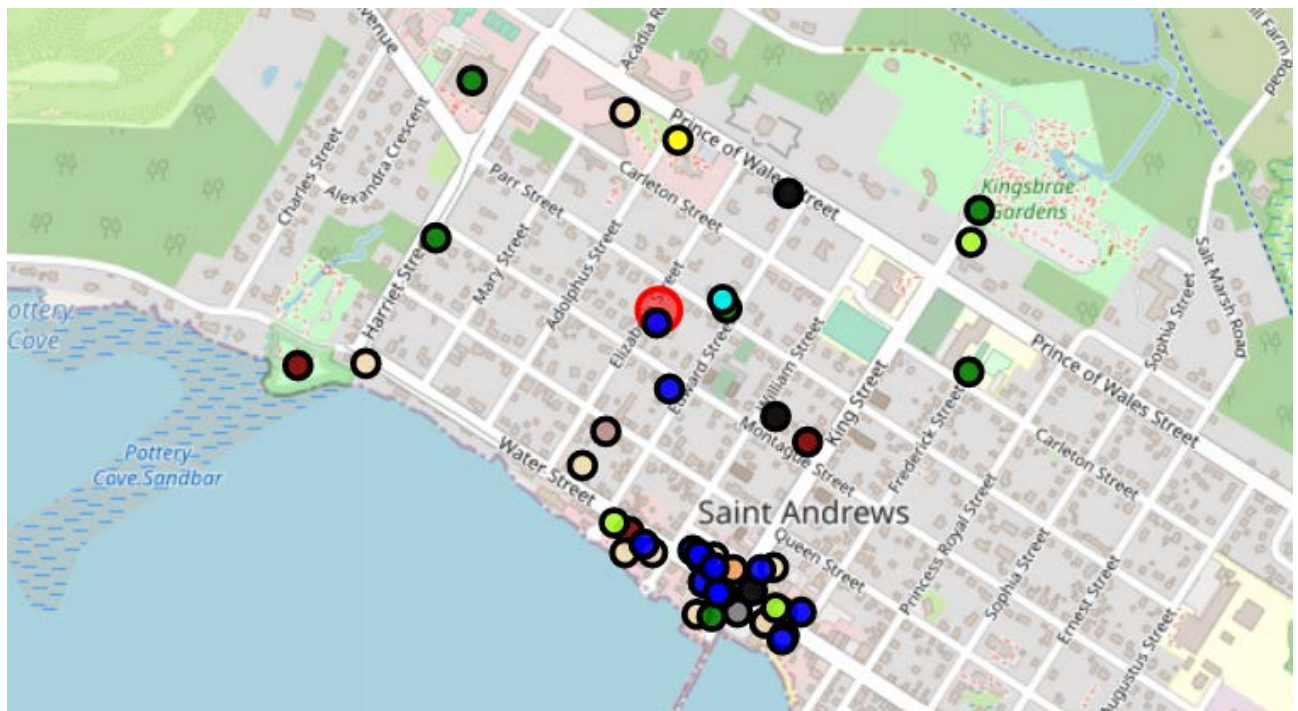 Acadia
Avenue
Prince of Wales Street
Road
Charles Street
Alexandra Crescent
Parr Street
Carleton Street
Kingsbrae
Gardens
Harriet
Mary Street
Adolphus Street
Salt Marsh Road
Sophia Street
Cove
Edward Street
William Street
King Street
Prince of Wales Street
Pottery
Cove Sandbar
Water Street
Montague Street
Frederick Street
Carleton Street
Saint Andrews
Queen Street
Princess Royal Street
Sophia Street
Ernest Street
Augustus Street